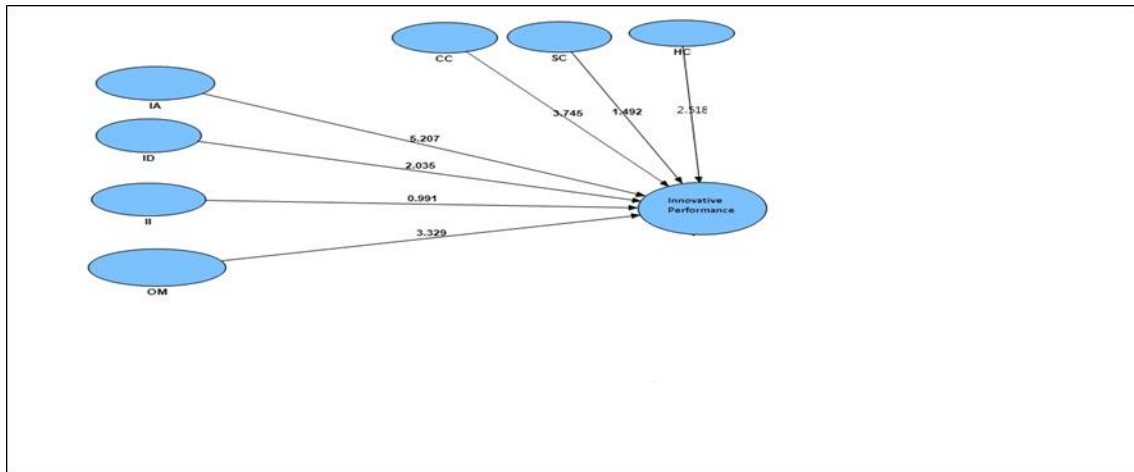 CC
SC
HC
IA
3.745
1.492
2.518
5.207
ID
2.035
II
0.991
Innovative
Performance
3.329
OM